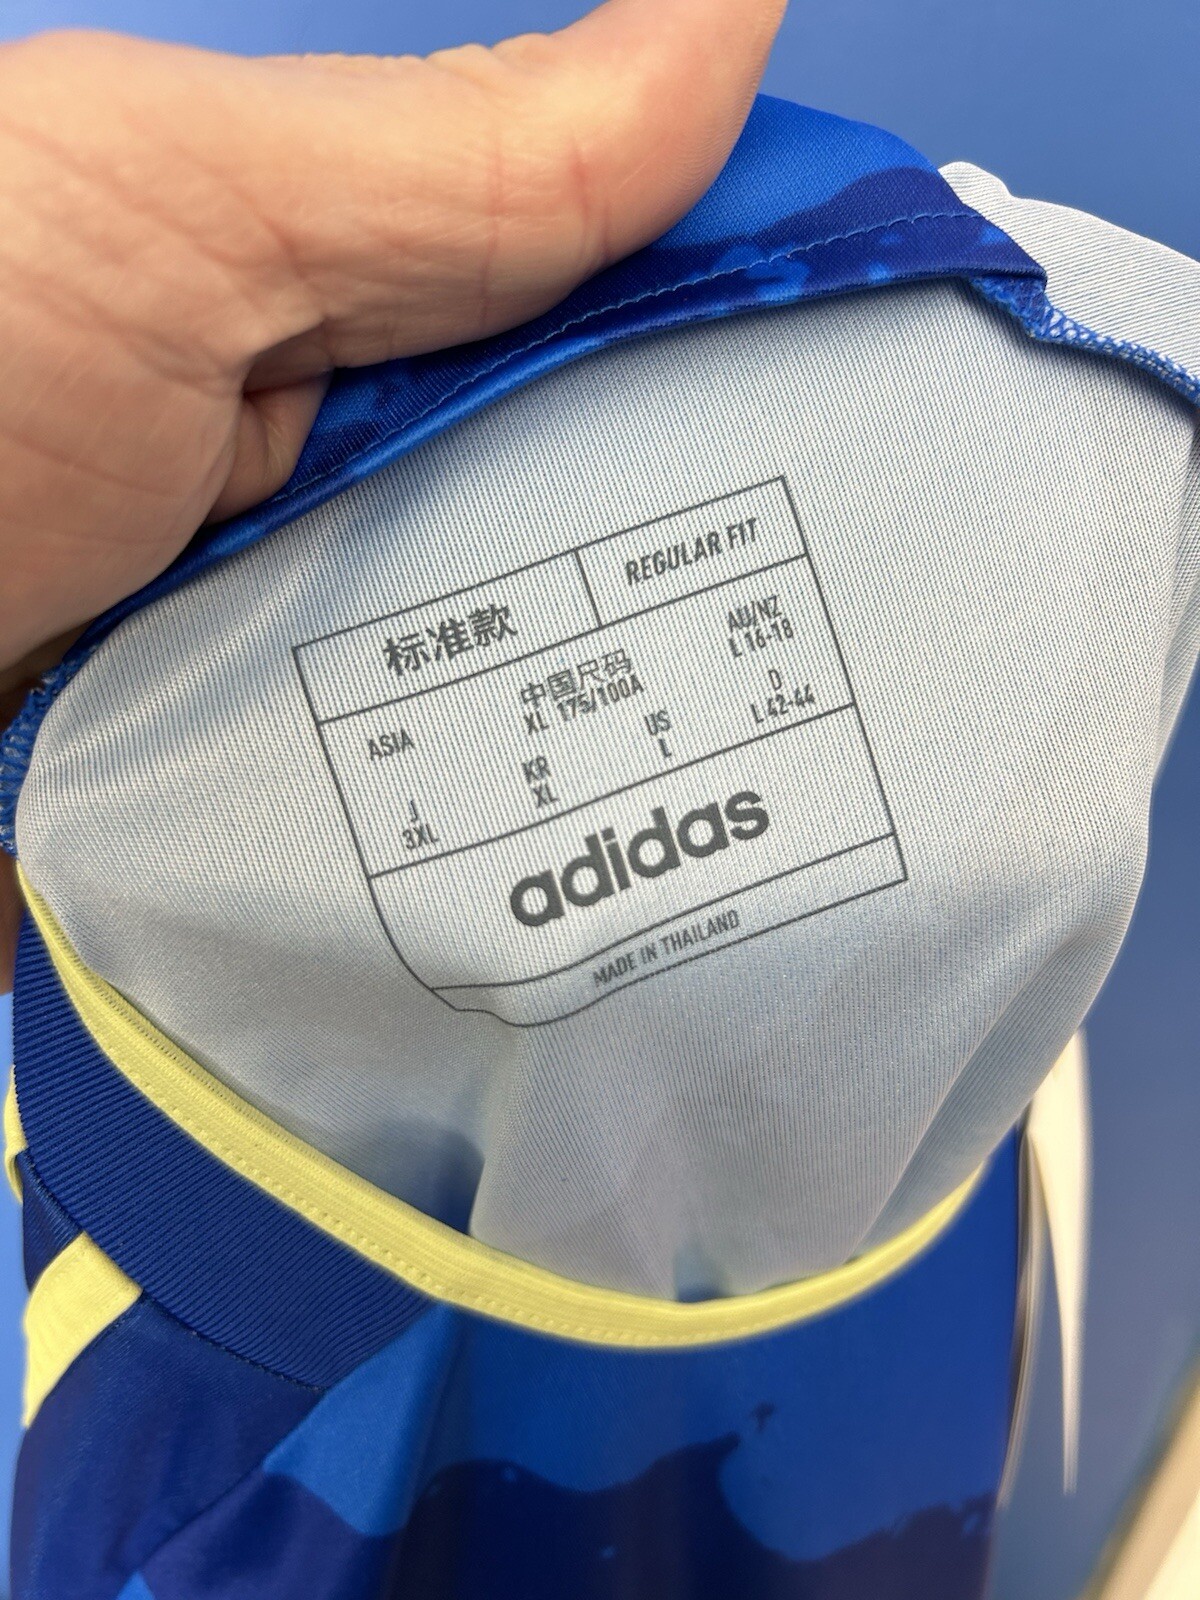 标准款
REGULAR FIT
ASIA
中国尺码
XL 175/100A
AU/NZ
L 16-18
J
3XL
KR
XL
US
L
D
L 42-44
adidas
MADE IN THAILAND